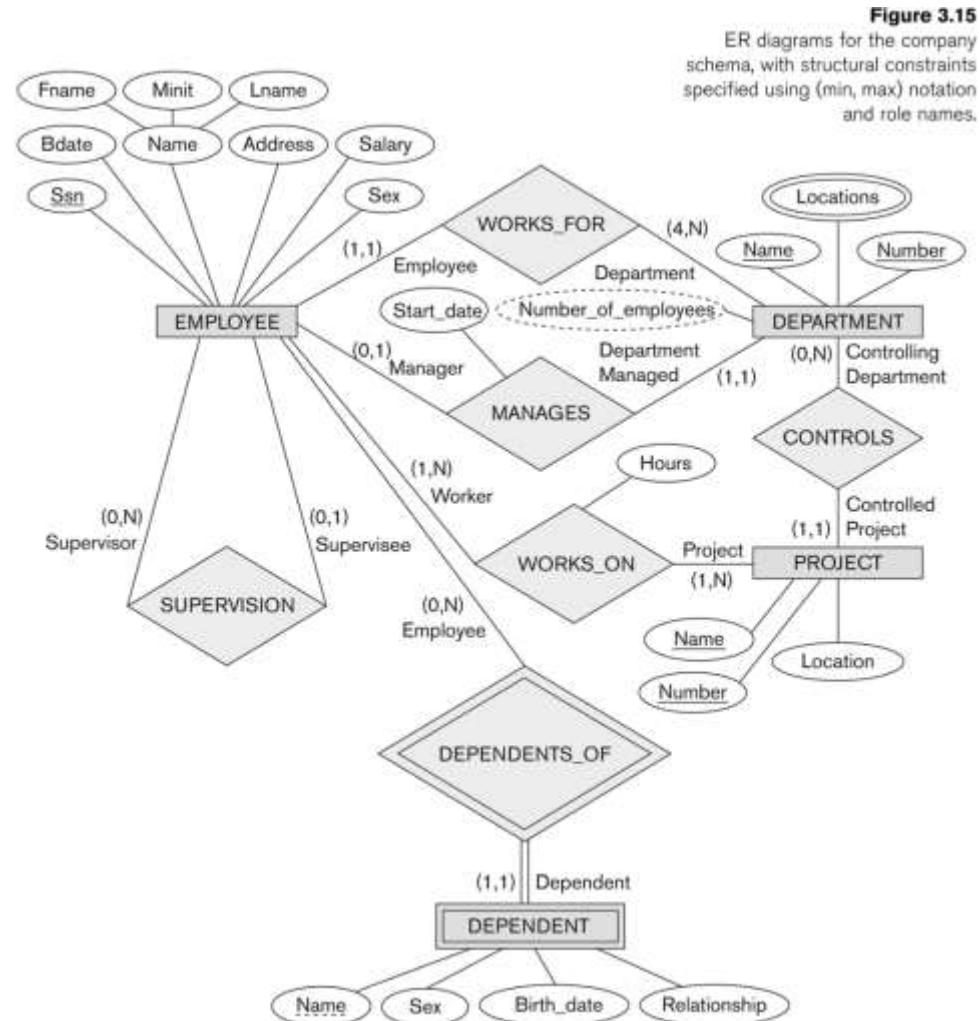 Figure 3.15
ER diagrams for the company
schema, with structural constraints
specified using (min, max) notation
and role names.
Fname
Minit
Lname
Bdate
Name
Address
Salary
Ssn
Sex
WORKS_FOR
Locations
Name
Number
(1,1)
Employee
(4,N)
Department
Start_date
Number_of_employees
EMPLOYEE
DEPARTMENT
(0,1)
Manager
Department
Managed
(1,1)
MANAGES
(0,N)
Controlling
Department
CONTROLS
Hours
(1,N)
Worker
Controlled
Project
(1,1)
(0,N)
Supervisor
(0,1)
Supervisee
WORKS_ON
Project
(1,N)
PROJECT
SUPERVISION
(0,N)
Employee
Name
Location
Number
DEPENDENTS_OF
(1,1)
Dependent
DEPENDENT
Name
Sex
Birth_date
Relationship